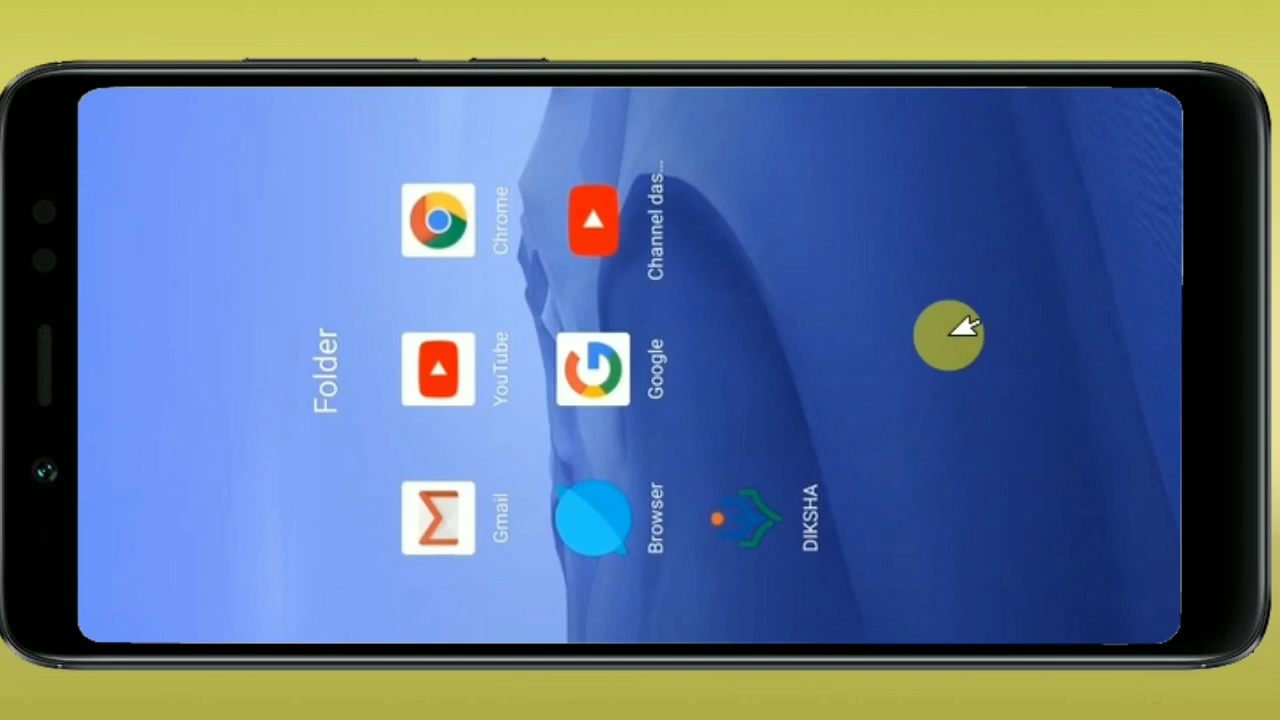 Folder
Gmail
YouTube
Chrome
Browser
Google
Channel das...
DIKSHA